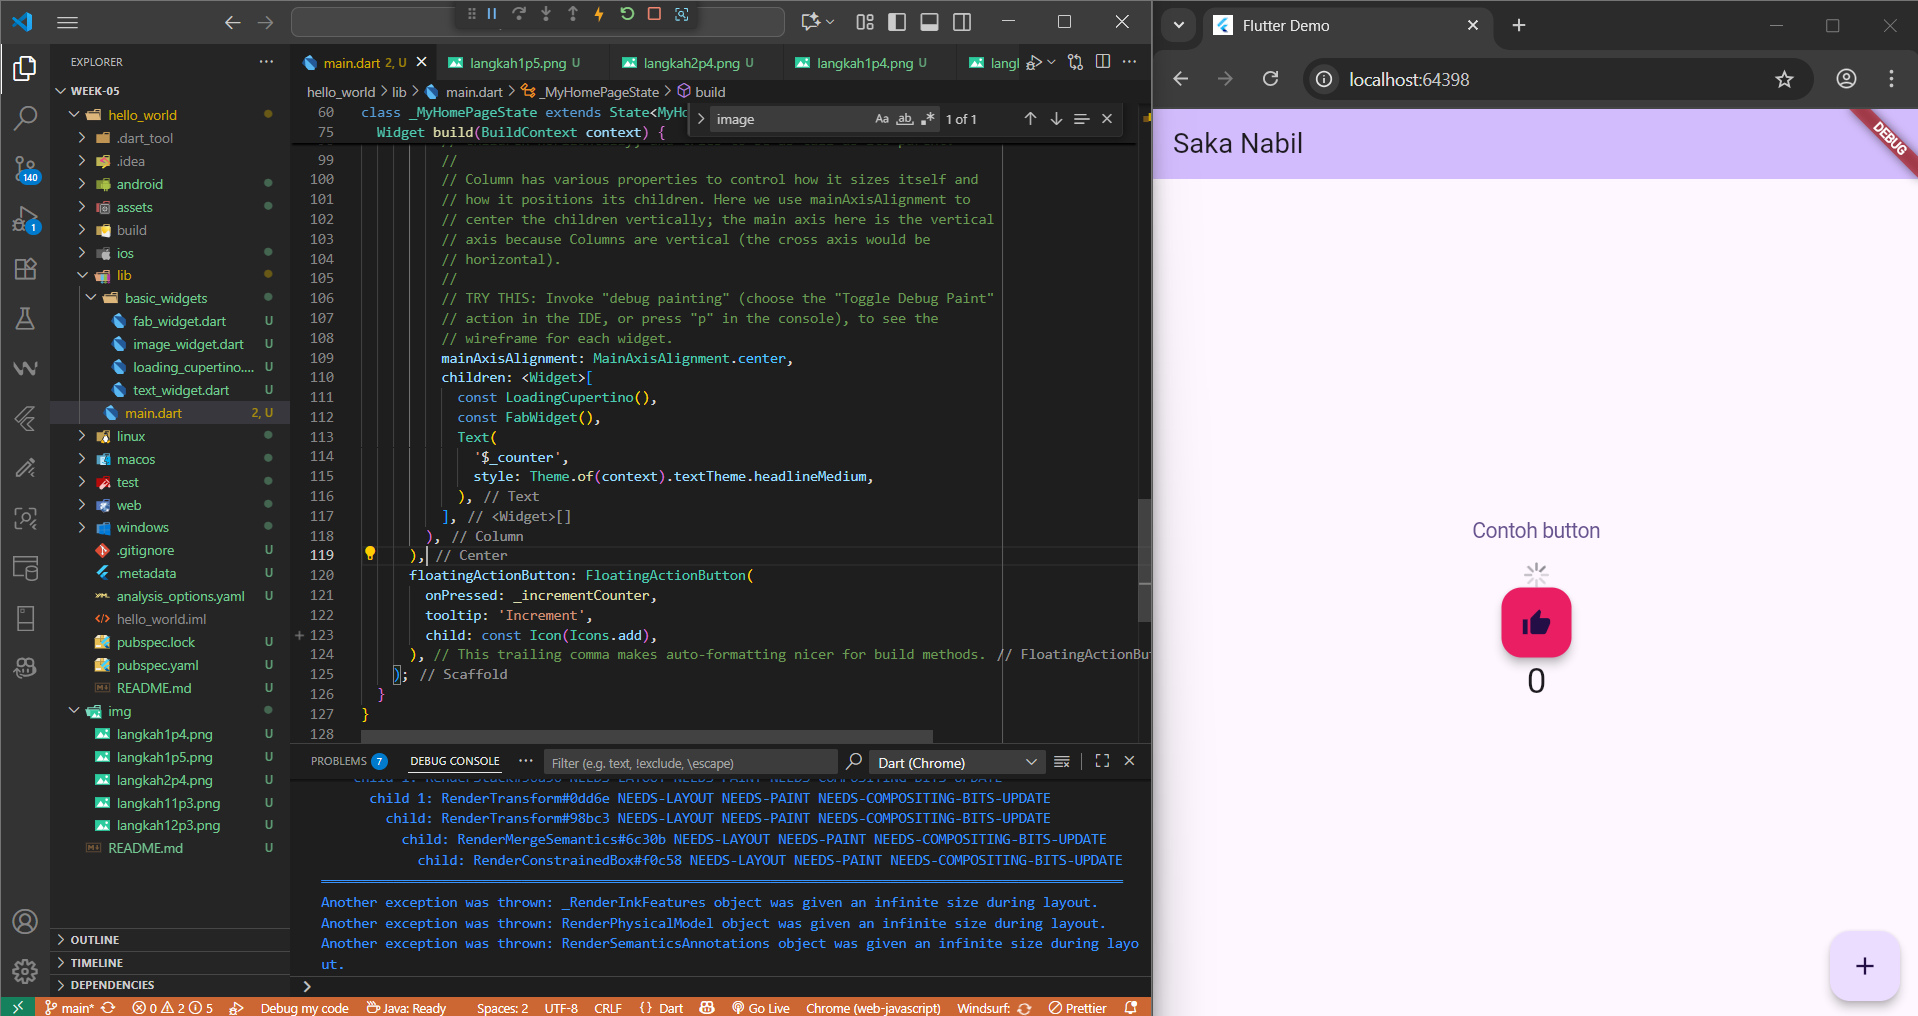 main.dart 2, U
langkah1p5.png U
langkah2p4.png U
langkah1p4.png U
langl
EXPLORER
WEEK-05
hello_world
.dart_tool
.idea
android
assets
build
ios
lib
basic_widgets
fab_widget.dart U
image_widget.dart U
loading_cupertino.... U
text_widget.dart U
main.dart 2, U
linux
macos
test
web
windows
.gitignore U
.metadata U
analysis_options.yaml U
hello_world.iml
pubspec.lock U
pubspec.yaml U
README.md U
img
langkah1p4.png U
langkah1p5.png U
langkah2p4.png U
langkah11p3.png U
langkah12p3.png U
README.md U
OUTLINE
TIMELINE
DEPENDENCIES
140
1
hello_world > lib > main.dart > _MyHomePageState > build
image
Aa ab .* 1 of 1
60 class _MyHomePageState extends State<MyHo
75 Widget build(BuildContext context) {
99 //
100 // Column has various properties to control how it sizes itself and
101 // how it positions its children. Here we use mainAxisAlignment to
102 // center the children vertically; the main axis here is the vertical
103 // axis because Columns are vertical (the cross axis would be
104 // horizontal).
105 //
106 // TRY THIS: Invoke "debug painting" (choose the "Toggle Debug Paint"
107 // action in the IDE, or press "p" in the console), to see the
108 // wireframe for each widget.
109 mainAxisAlignment: MainAxisAlignment.center,
110 children: <Widget>[
111 const LoadingCupertino(),
112 const FabWidget(),
113 Text(
114 '$_counter',
115 style: Theme.of(context).textTheme.headlineMedium,
116 ), // Text
117 ], // <Widget>[]
118 ), // Column
119 ), // Center
120 floatingActionButton: FloatingActionButton(
121 onPressed: _incrementCounter,
122 tooltip: 'Increment',
123 child: const Icon(Icons.add),
124 ), // This trailing comma makes auto-formatting nicer for build methods. // FloatingActionBut
125 ); // Scaffold
126 }
127 }
128
PROBLEMS 7 DEBUG CONSOLE ... Filter (e.g. text, !exclude, \escape) Dart (Chrome)
child 1: RenderTransform#0dd6e NEEDS-LAYOUT NEEDS-PAINT NEEDS-COMPOSITING-BITS-UPDATE
child: RenderTransform#98bc3 NEEDS-LAYOUT NEEDS-PAINT NEEDS-COMPOSITING-BITS-UPDATE
child: RenderMergeSemantics#6c30b NEEDS-LAYOUT NEEDS-PAINT NEEDS-COMPOSITING-BITS-UPDATE
child: RenderConstrainedBox#f0c58 NEEDS-LAYOUT NEEDS-PAINT NEEDS-COMPOSITING-BITS-UPDATE
Another exception was thrown: _RenderInkFeatures object was given an infinite size during layout.
Another exception was thrown: RenderPhysicalModel object was given an infinite size during layout.
Another exception was thrown: RenderSemanticsAnnotations object was given an infinite size during layo
ut.
main* 0 2 5 Debug my code Java: Ready Spaces: 2 UTF-8 CRLF {} Dart Go Live Chrome (web-javascript) Windsurf: Prettier
Flutter Demo
localhost:64398
Saka Nabil
DEBUG
Contoh button
0